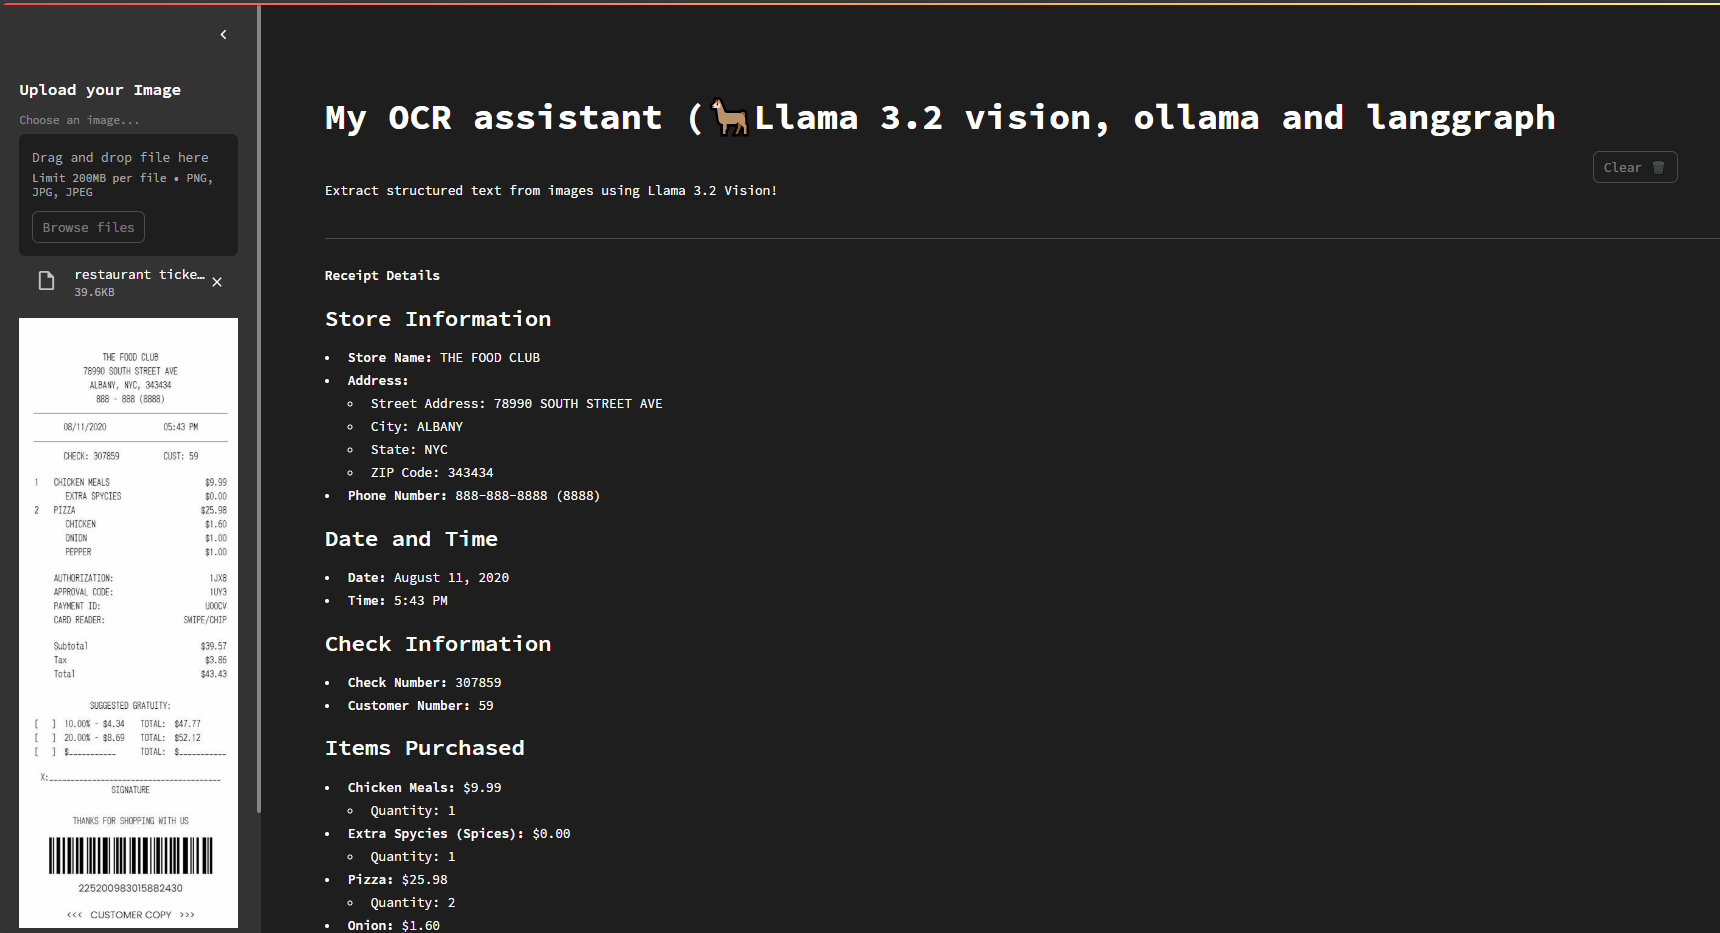 Upload your Image
Choose an image...
Drag and drop file here
Limit 200MB per file • PNG,
JPG, JPEG
Browse files
restaurant ticke...
39.6KB
THE FOOD CLUB
78990 SOUTH STREET AVE
ALBANY, NYC, 343434
888 - 888 (8888)
08/11/2020 05:43 PM
CHECK: 307859 CUST: 59
1 CHICKEN MEALS $9.99
EXTRA SPYCIES $0.00
2 PIZZA $25.98
CHICKEN $1.60
ONION $1.00
PEPPER $1.00
AUTHORIZATION: 1JX8
APPROVAL CODE: 1UY3
PAYMENT ID: U0OCV
CARD READER: SWIPE/CHIP
Subtotal $39.57
Tax $3.86
Total $43.43
SUGGESTED GRATUITY:
[ ] 10.00% - $4.34 TOTAL: $47.77
[ ] 20.00% - $8.69 TOTAL: $52.12
[ ] $__________ TOTAL: $__________
X:________________________________________
SIGNATURE
THANKS FOR SHOPPING WITH US
225200983015882430
<<< CUSTOMER COPY >>>
My OCR assistant (🦙Llama 3.2 vision, ollama and langgraph
Clear 🗑️
Extract structured text from images using Llama 3.2 Vision!
Receipt Details
Store Information
• Store Name: THE FOOD CLUB
• Address:
◦ Street Address: 78990 SOUTH STREET AVE
◦ City: ALBANY
◦ State: NYC
◦ ZIP Code: 343434
• Phone Number: 888-888-8888 (8888)
Date and Time
• Date: August 11, 2020
• Time: 5:43 PM
Check Information
• Check Number: 307859
• Customer Number: 59
Items Purchased
• Chicken Meals: $9.99
◦ Quantity: 1
• Extra Spycies (Spices): $0.00
◦ Quantity: 1
• Pizza: $25.98
◦ Quantity: 2
• Onion: $1.60